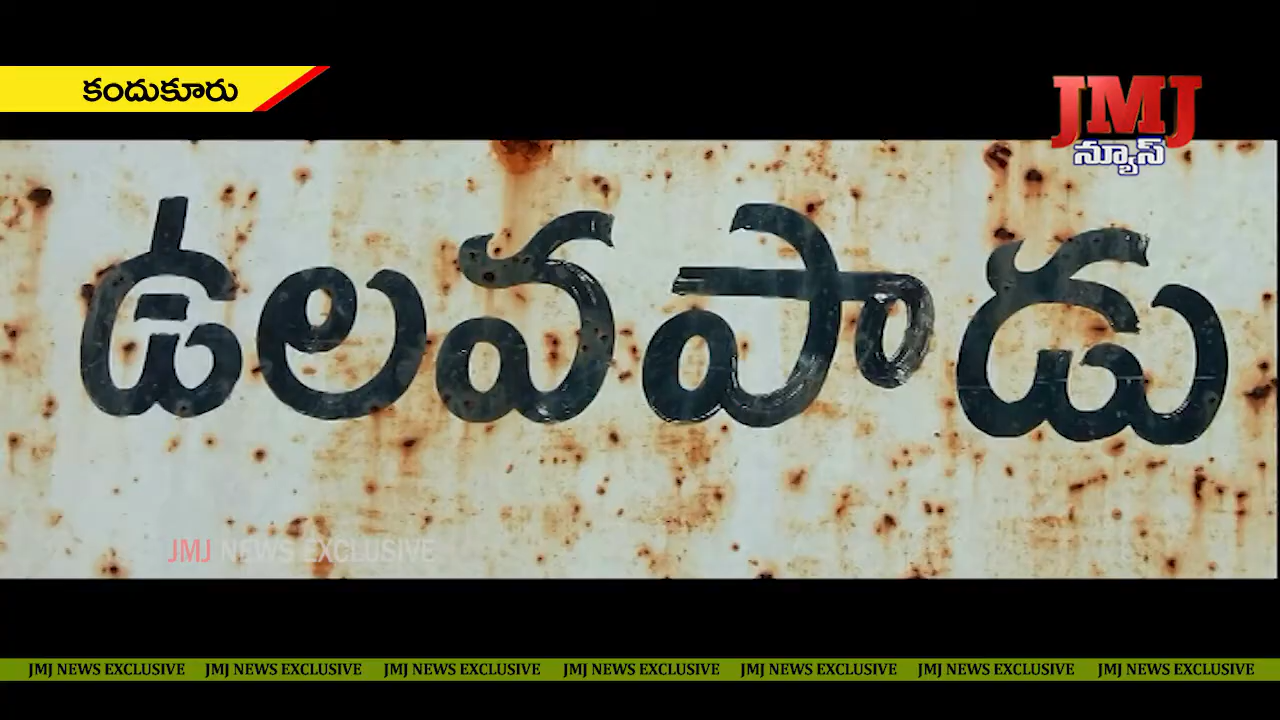 కందుకూరు
JMJ
న్యూస్
ఉలవపాడు
JMJ NEWS EXCLUSIVE
JMJ NEWS EXCLUSIVE JMJ NEWS EXCLUSIVE JMJ NEWS EXCLUSIVE JMJ NEWS EXCLUSIVE JMJ NEWS EXCLUSIVE JMJ NEWS EXCLUSIVE JMJ NEWS EXCLUSIVE